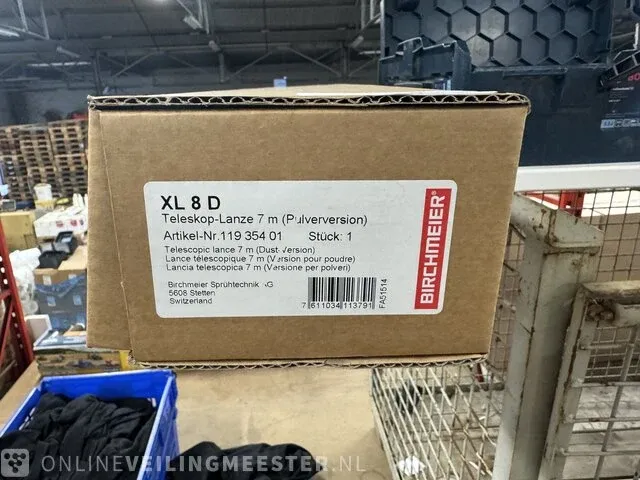 XL 8 D
Teleskop-Lanze 7 m (Pulverversion)
Artikel-Nr. 119 354 01 Stück: 1
Telescopic lance 7 m (Dust-Version)
Lance télescopique 7 m (Version pour poudre)
Lancia telescopica 7 m (Versione per polveri)
Birchmeier Sprühtechnik AG
5608 Stetten
Switzerland
7 611034 113791
FA51514
BIRCHMEIER
ONLINEVEILINGMEESTER.NL